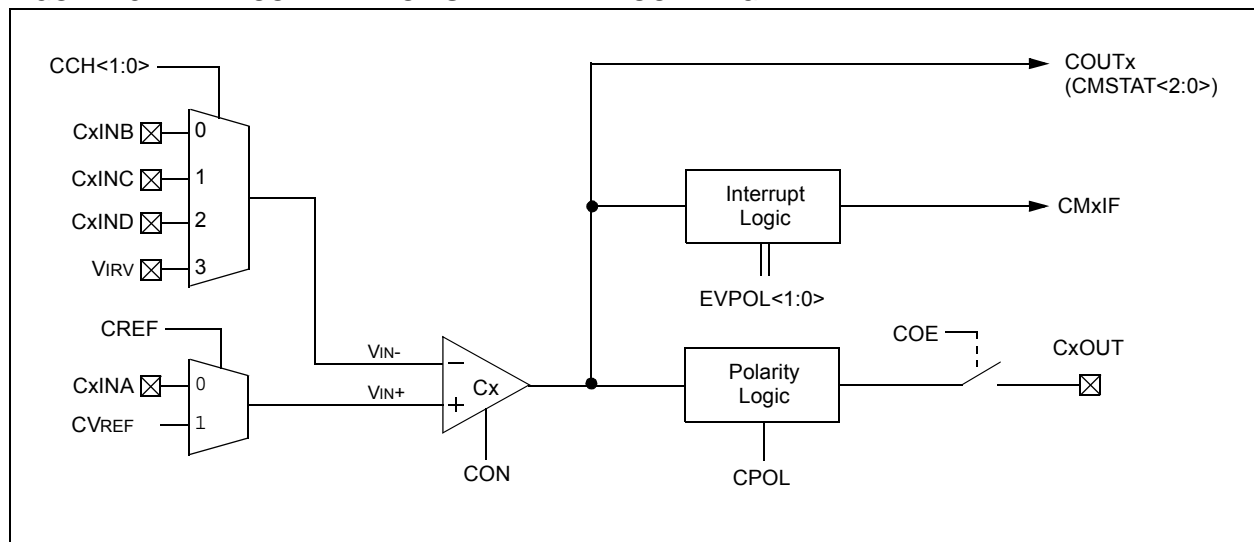 CCH<1:0>
COUTx
(CMSTAT<2:0>)
CxINB
0
CxINC
1
CxIND
2
VIRV
3
Interrupt
Logic
CMxIF
EVPOL<1:0>
CREF
CxINA
0
CVREF
1
VIN-
VIN+
-
+
Cx
CON
Polarity
Logic
CPOL
COE
CxOUT